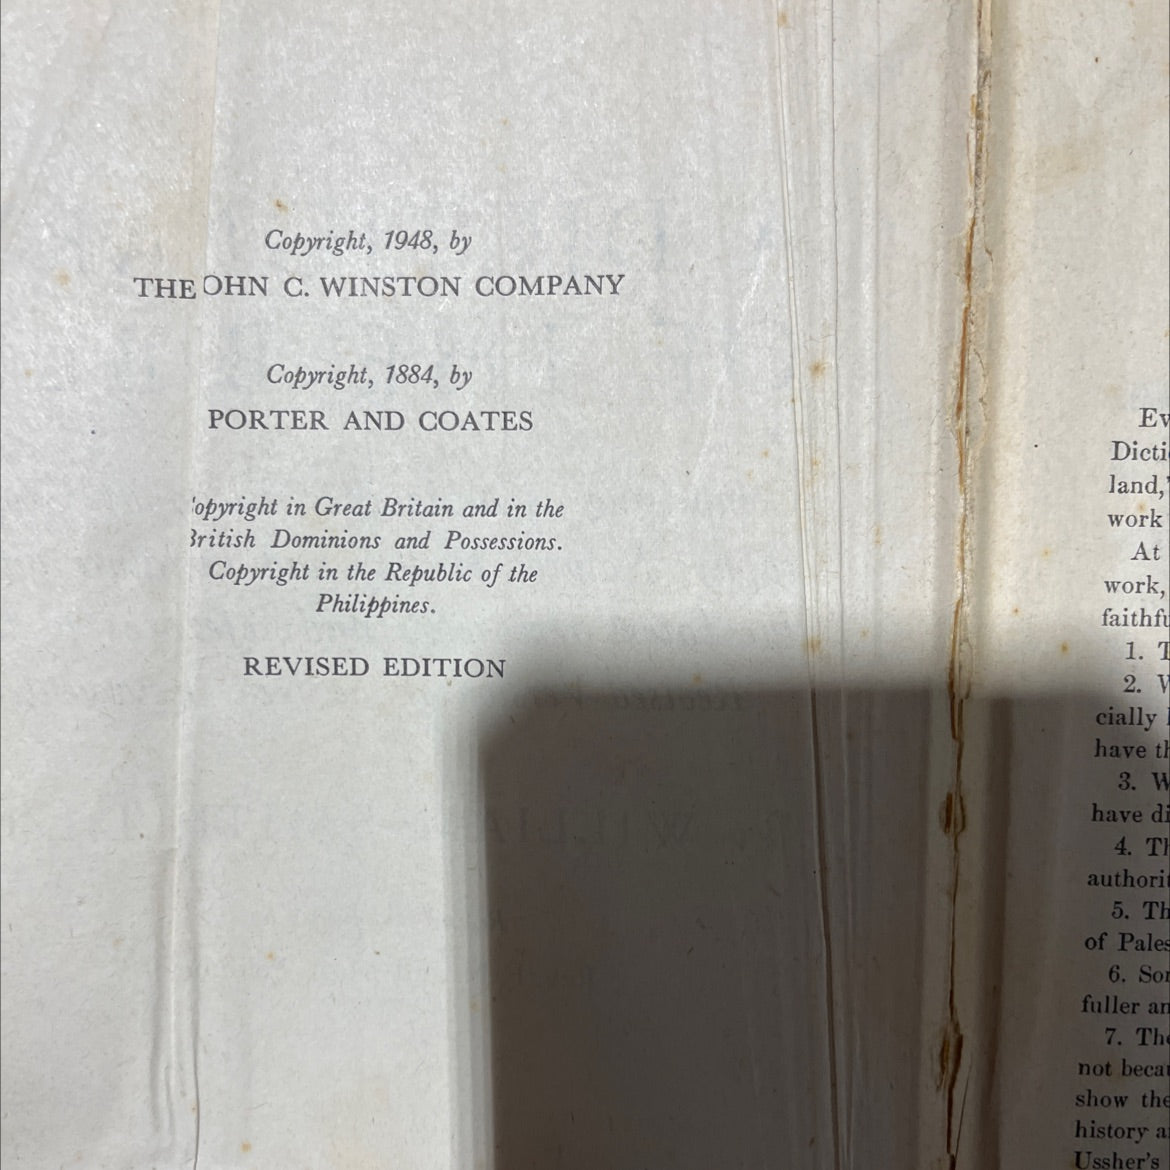 Copyright, 1948, by
THE OHN C. WINSTON COMPANY
Copyright, 1884, by
PORTER AND COATES
opyright in Great Britain and in the
British Dominions and Possessions.
Copyright in the Republic of the
Philippines.
REVISED EDITION
Ev
Dicti
land,"
work
At
work,
faithfu
1. T
2. W
cially
have th
3. W
have di
4. Th
authorit
5. Th
of Pales
6. Son
fuller an
7. The
not becau
show the
history a
Ussher's